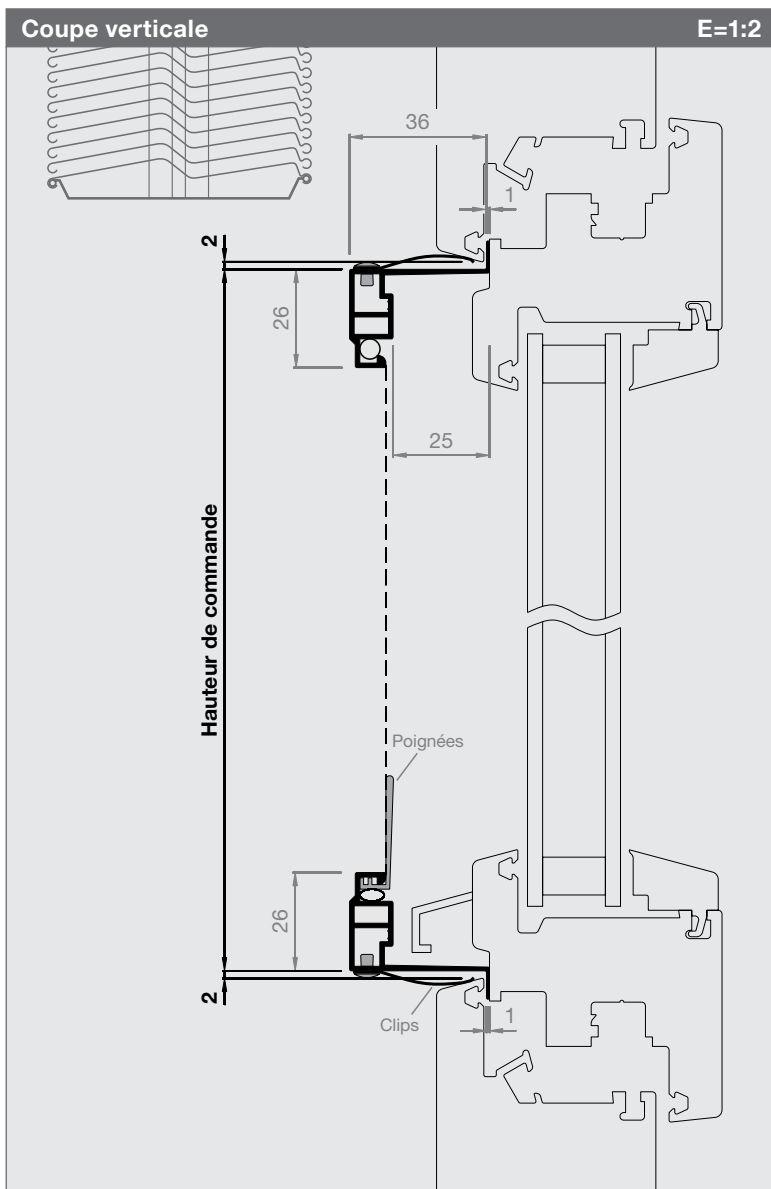 Coupe verticale
E=1:2
36
1
2
26
25
Hauteur de commande
Poignées
26
2
Clips
1